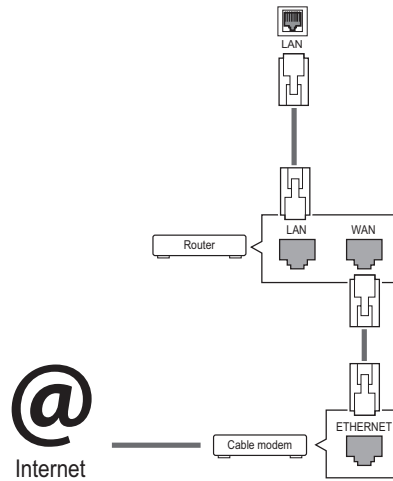 LAN
LAN WAN
Router
ETHERNET
@
Cable modem
Internet